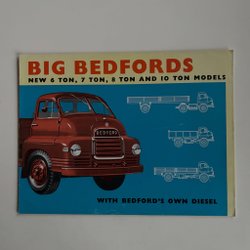 BIG BEDFORDS
NEW 6 TON, 7 TON, 8 TON AND 10 TON MODELS
BEDFORD
WITH BEDFORD'S OWN DIESEL